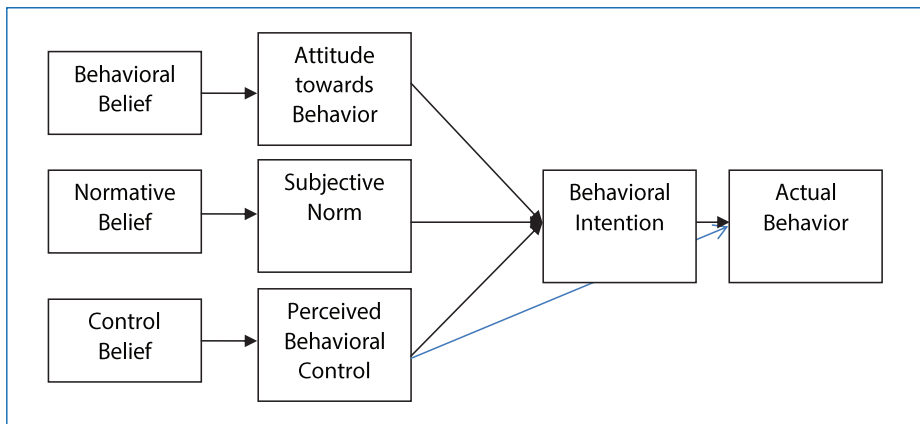 Behavioral
Belief
Attitude
towards
Behavior
Normative
Belief
Subjective
Norm
Behavioral
Intention
Actual
Behavior
Control
Belief
Perceived
Behavioral
Control